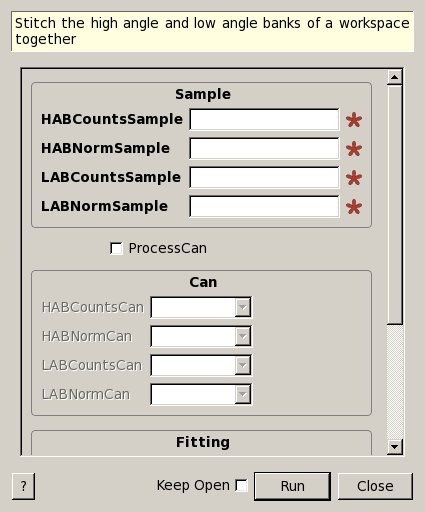 Stitch the high angle and low angle banks of a workspace
together
Sample
HABCountsSample
HABNormSample
LABCountsSample
LABNormSample
ProcessCan
Can
HABCountsCan
HABNormCan
LABCountsCan
LABNormCan
Fitting
? Keep Open Run Close